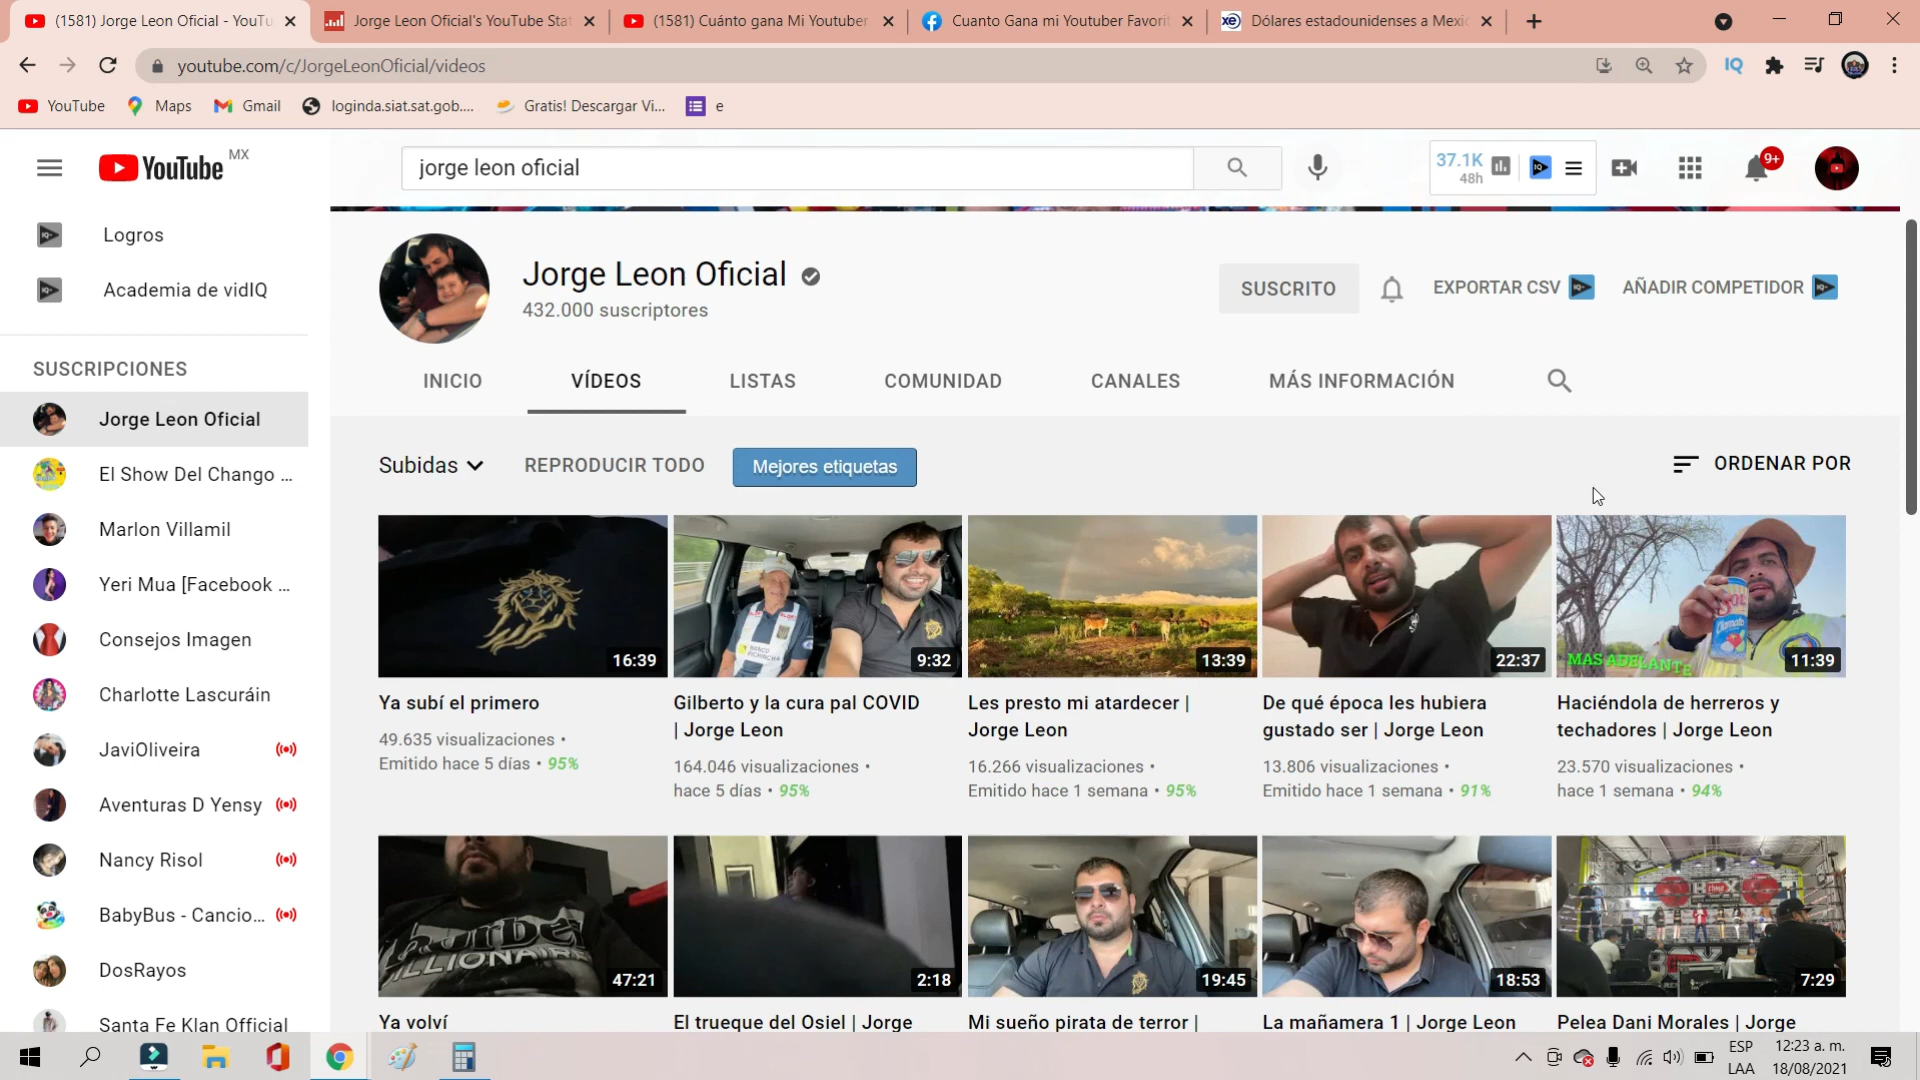 (1581) Jorge Leon Oficial - YouTu
Jorge Leon Oficial's YouTube Stat
(1581) Cuánto gana Mi Youtuber
Cuanto Gana mi Youtuber Favorit
Dólares estadounidenses a Mexic
youtube.com/c/JorgeLeonOficial/videos
YouTube
Maps
Gmail
loginda.siat.sat.gob....
Gratis! Descargar Vi...
e
YouTube MX
jorge leon oficial
37.1K
48h
9+
Logros
Academia de vidIQ
SUSCRIPCIONES
Jorge Leon Oficial
El Show Del Chango ...
Marlon Villamil
Yeri Mua [Facebook ...
Consejos Imagen
Charlotte Lascuráin
JaviOliveira
Aventuras D Yensy
Nancy Risol
BabyBus - Cancio...
DosRayos
Santa Fe Klan Official
Jorge Leon Oficial
432.000 suscriptores
SUSCRITO
EXPORTAR CSV
AÑADIR COMPETIDOR
INICIO
VÍDEOS
LISTAS
COMUNIDAD
CANALES
MÁS INFORMACIÓN
Subidas
REPRODUCIR TODO
Mejores etiquetas
ORDENAR POR
16:39
Ya subí el primero
49.635 visualizaciones •
Emitido hace 5 días • 95%
9:32
Gilberto y la cura pal COVID
| Jorge Leon
164.046 visualizaciones •
hace 5 días • 95%
13:39
Les presto mi atardecer |
Jorge Leon
16.266 visualizaciones •
Emitido hace 1 semana • 95%
22:37
De qué época les hubiera
gustado ser | Jorge Leon
13.806 visualizaciones •
Emitido hace 1 semana • 91%
Clamato
MAS ADELANTE
11:39
Haciéndola de herreros y
techadores | Jorge Leon
23.570 visualizaciones •
hace 1 semana • 94%
47:21
Ya volví
2:18
El trueque del Osiel | Jorge
19:45
Mi sueño pirata de terror |
18:53
La mañamera 1 | Jorge Leon
7:29
Pelea Dani Morales | Jorge
ESP
LAA
12:23 a. m.
18/08/2021